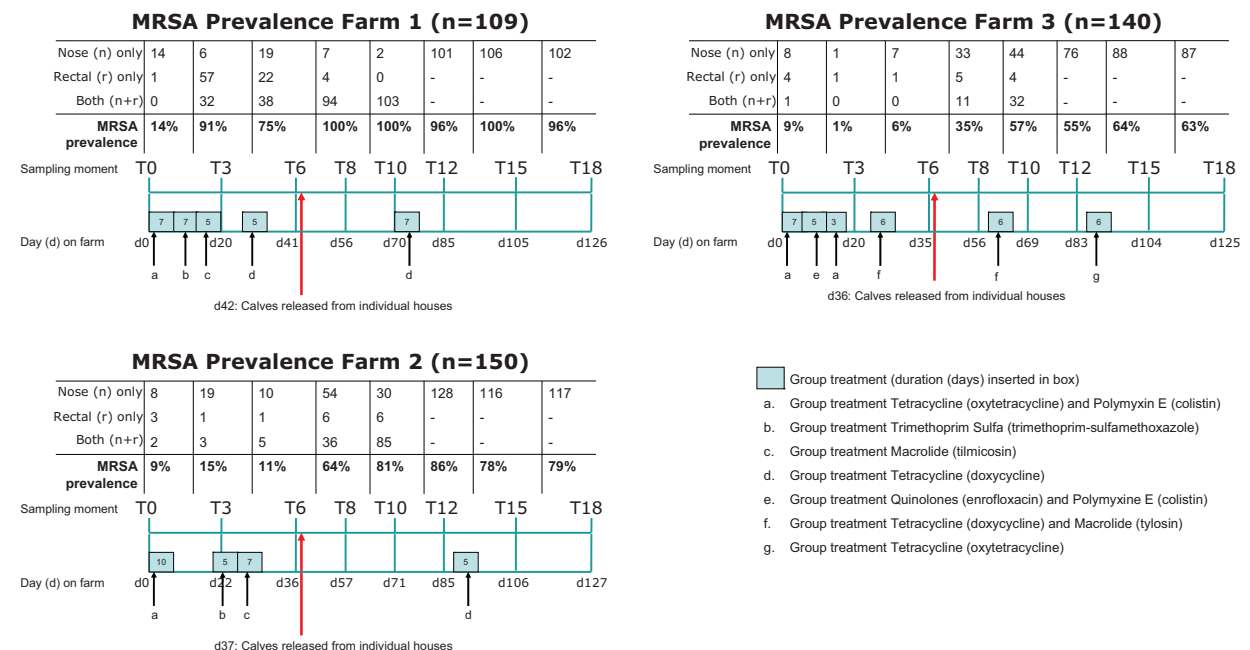 MRSA Prevalence Farm 1 (n=109)
Nose (n) only 14 6 19 7 2 101 106 102
Rectal (r) only 1 57 22 4 0 - - -
Both (n+r) 0 32 38 94 103 - - -
MRSA prevalence 14% 91% 75% 100% 100% 96% 100% 96%
Sampling moment T0 T3 T6 T8 T10 T12 T15 T18
7 7 5 5 7
Day (d) on farm d0 d20 d41 d56 d70 d85 d105 d126
a b c d d
d42: Calves released from individual houses
MRSA Prevalence Farm 3 (n=140)
Nose (n) only 8 1 7 33 44 76 88 87
Rectal (r) only 4 1 1 5 4 - - -
Both (n+r) 1 0 0 11 32 - - -
MRSA prevalence 9% 1% 6% 35% 57% 55% 64% 63%
Sampling moment T0 T3 T6 T8 T10 T12 T15 T18
7 5 3 6 6 6
Day (d) on farm d0 d20 d35 d56 d69 d83 d104 d125
a e a f f g
d36: Calves released from individual houses
MRSA Prevalence Farm 2 (n=150)
Nose (n) only 8 19 10 54 30 128 116 117
Rectal (r) only 3 1 1 6 6 - - -
Both (n+r) 2 3 5 36 85 - - -
MRSA prevalence 9% 15% 11% 64% 81% 86% 78% 79%
Sampling moment T0 T3 T6 T8 T10 T12 T15 T18
10 5 7 5
Day (d) on farm d0 d22 d36 d57 d71 d85 d106 d127
a b c d
d37: Calves released from individual houses
Group treatment (duration (days) inserted in box)
a. Group treatment Tetracycline (oxytetracycline) and Polymyxin E (colistin)
b. Group treatment Trimethoprim Sulfa (trimethoprim-sulfamethoxazole)
c. Group treatment Macrolide (tilmicosin)
d. Group treatment Tetracycline (doxycycline)
e. Group treatment Quinolones (enrofloxacin) and Polymyxine E (colistin)
f. Group treatment Tetracycline (doxycycline) and Macrolide (tylosin)
g. Group treatment Tetracycline (oxytetracycline)